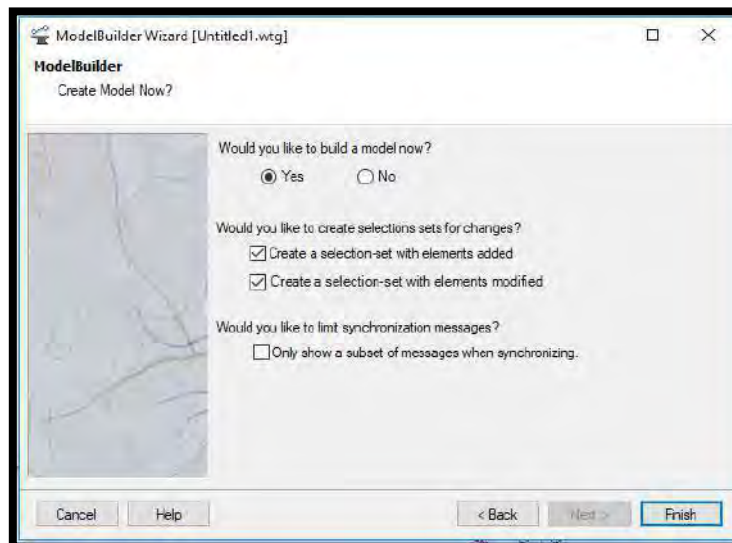 ModelBuilder Wizard [Untitled1.wtg]
ModelBuilder
Create Model Now?
Would you like to build a model now?
Yes No
Would you like to create selections sets for changes?
Create a selection-set with elements added
Create a selection-set with elements modified
Would you like to limt synchronization messages?
Only show a subset of messages when synchronizing.
Cancel Help < Back Next > Finish